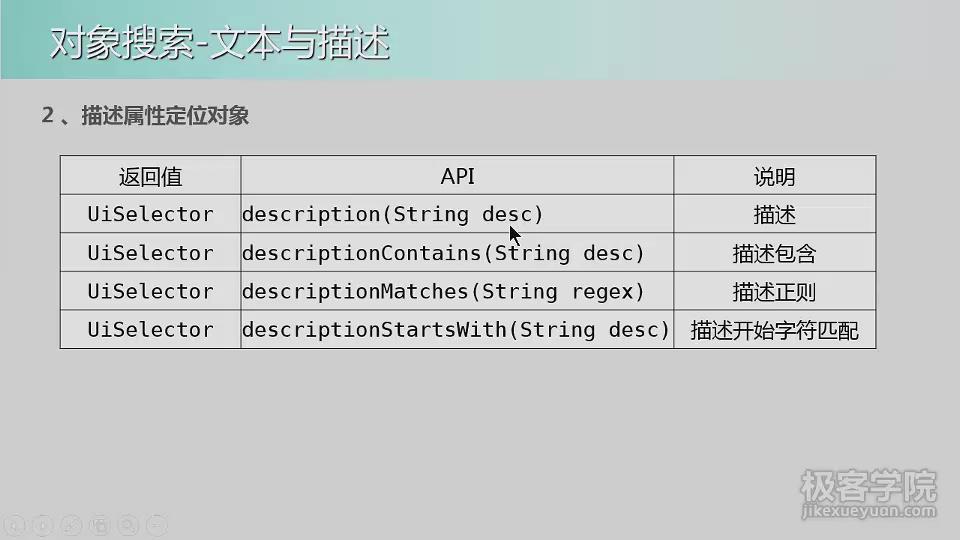 对象搜索-文本与描述
2 、描述属性定位对象
返回值 API 说明
UiSelector description(String desc) 描述
UiSelector descriptionContains(String desc) 描述包含
UiSelector descriptionMatches(String regex) 描述正则
UiSelector descriptionStartsWith(String desc) 描述开始字符匹配
极客学院
jikexueyuan.com